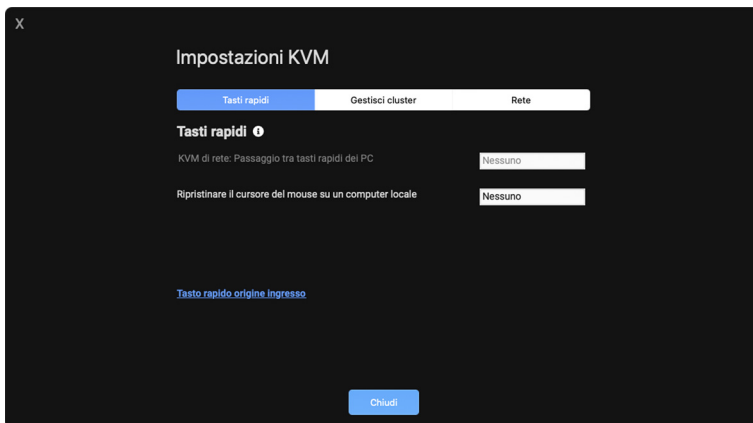 X
Impostazioni KVM
Tasti rapidi
Gestisci cluster
Rete
Tasti rapidi
KVM di rete: Passaggio tra tasti rapidi dei PC
Nessuno
Ripristinare il cursore del mouse su un computer locale
Nessuno
Tasto rapido origine ingresso
Chiudi